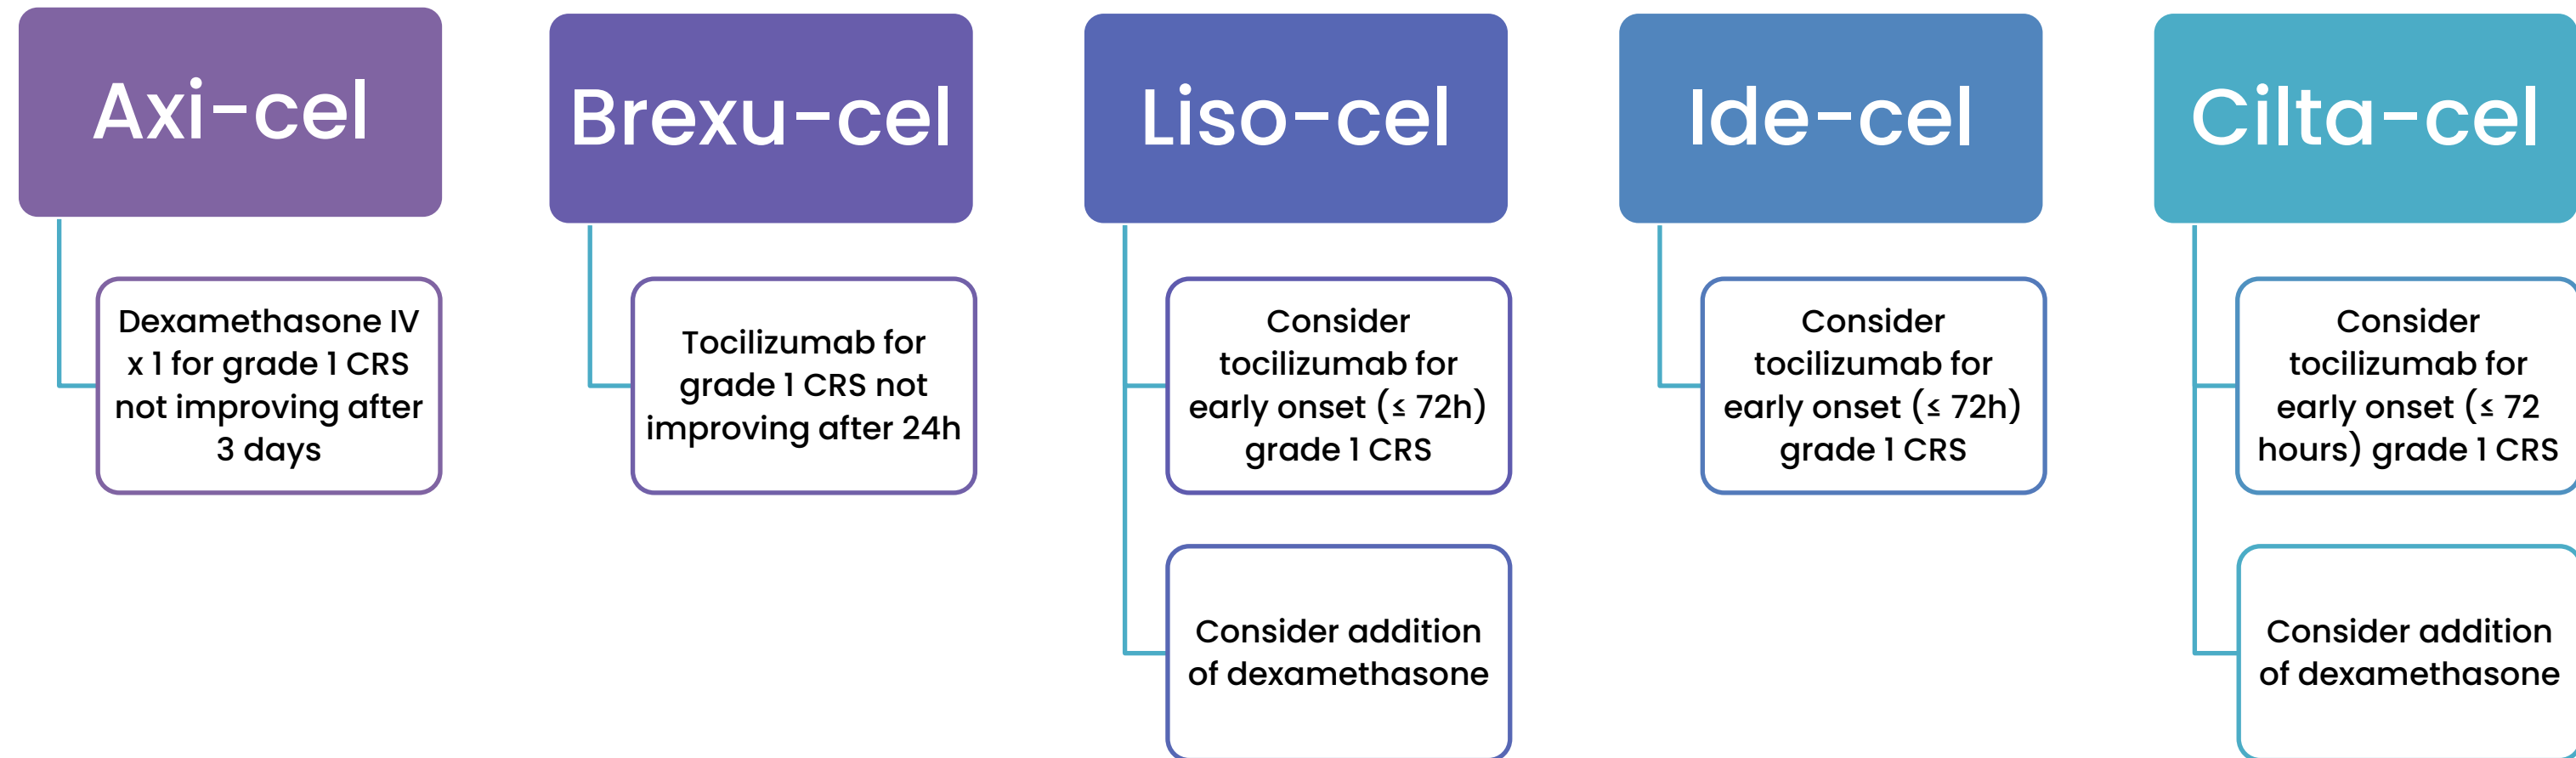 Axi-cel
Dexamethasone IV
x 1 for grade 1 CRS
not improving after
3 days
Brexu-cel
Tocilizumab for
grade 1 CRS not
improving after 24h
Liso-cel
Consider
tocilizumab for
early onset (≤ 72h)
grade 1 CRS
Consider addition
of dexamethasone
Ide-cel
Consider
tocilizumab for
early onset (≤ 72h)
grade 1 CRS
Cilta-cel
Consider
tocilizumab for
early onset (≤ 72
hours) grade 1 CRS
Consider addition
of dexamethasone